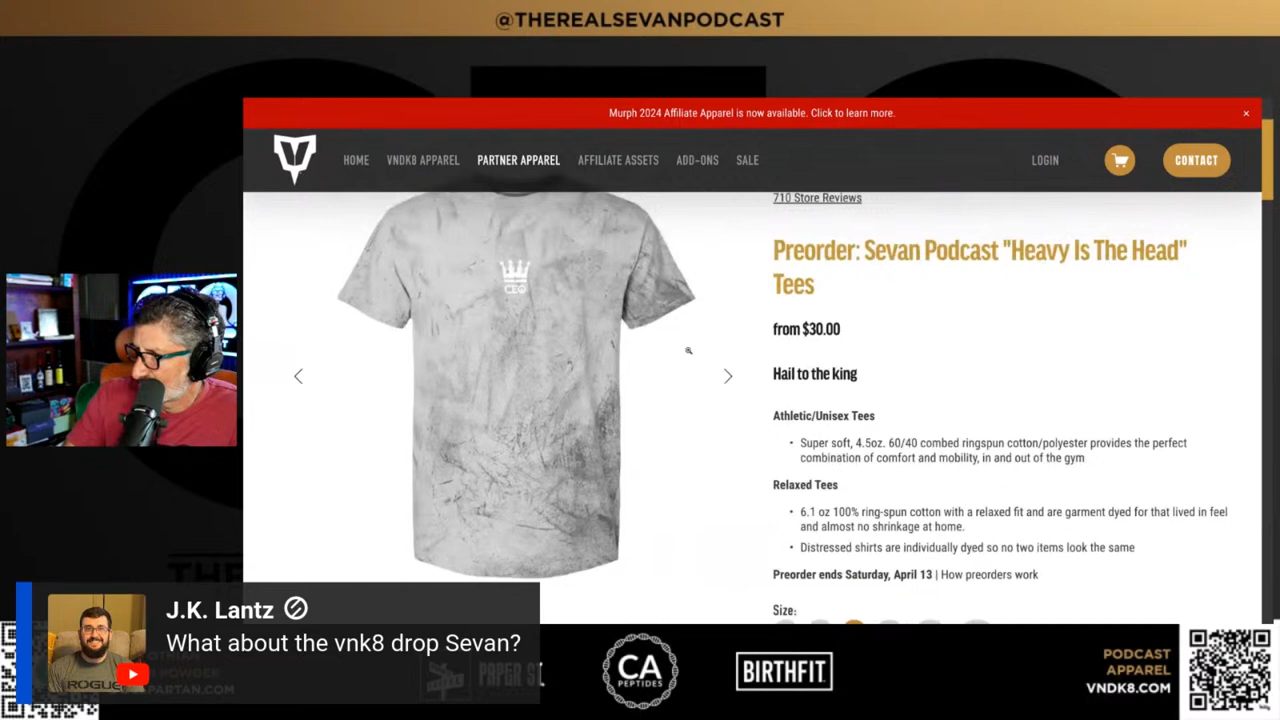 @THEREALSEVANPODCAST
Murph 2024 Affiliate Apparel is now available. Click to learn more.
×
HOME
VNDK8 APPAREL
PARTNER APPAREL
AFFILIATE ASSETS
ADD-ONS
SALE
LOGIN
CONTACT
710 Store Reviews
Preorder: Sevan Podcast "Heavy Is The Head"
Tees
from $30.00
Hail to the king
Athletic/Unisex Tees
• Super soft, 4.5oz. 60/40 combed ringspun cotton/polyester provides the perfect
combination of comfort and mobility, in and out of the gym
Relaxed Tees
• 6.1 oz 100% ring-spun cotton with a relaxed fit and are garment dyed for that lived in feel
and almost no shrinkage at home.
• Distressed shirts are individually dyed so no two items look the same
Preorder ends Saturday, April 13 | How preorders work
Size:
CEO
J.K. Lantz
What about the vnk8 drop Sevan?
ROGUE
PAPER ST.
CA
PEPTIDES
BIRTHFIT
PODCAST
APPAREL
VNDK8.COM